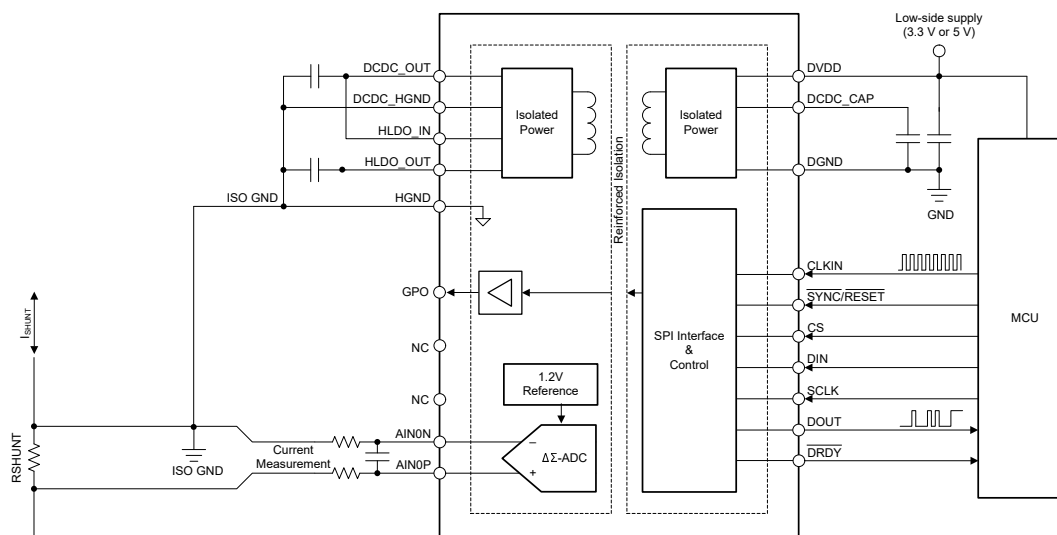 Low-side supply
(3.3 V or 5 V)
DCDC_OUT
DCDC_HGND
HLDO_IN
HLDO_OUT
ISO GND
HGND
Isolated
Power
Reinforced Isolation
Isolated
Power
DVDD
DCDC_CAP
DGND
GND
GPO
NC
NC
1.2V
Reference
SPI Interface
&
Control
CLKIN
SYNC/RESET
CS
DIN
SCLK
DOUT
DRDY
MCU
ISHUNT
RSHUNT
ISO GND
Current
Measurement
AIN0N
AIN0P
ΔΣ-ADC
−
+